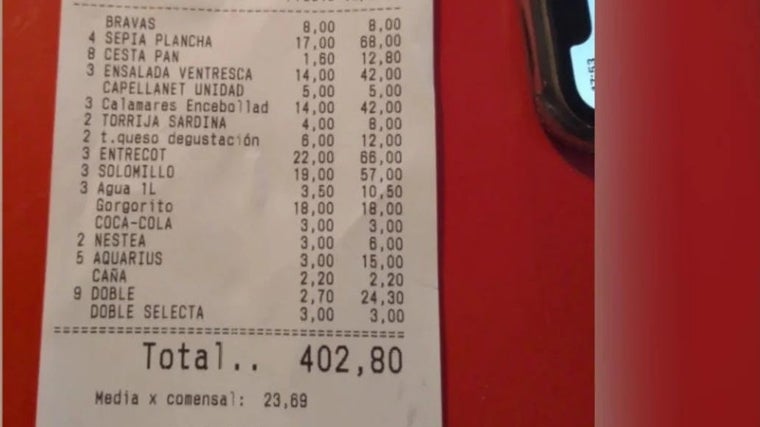 BRAVAS 8,00 8,00
4 SEPIA PLANCHA 17,00 68,00
8 CESTA PAN 1,60 12,80
3 ENSALADA VENTRESCA 14,00 42,00
CAPELLANET UNIDAD 5,00 5,00
3 Calamares Encebollad 14,00 42,00
2 TORRIJA SARDINA 4,00 8,00
2 t.queso degustación 6,00 12,00
3 ENTRECOT 22,00 66,00
3 SOLOMILLO 19,00 57,00
3 Agua 1L 3,50 10,50
Gorgorito 18,00 18,00
COCA-COLA 3,00 3,00
2 NESTEA 3,00 6,00
5 AQUARIUS 3,00 15,00
CAÑA 2,20 2,20
9 DOBLE 2,70 24,30
DOBLE SELECTA 3,00 3,00
Total.. 402,80
Media x comensal: 23,69
17:53